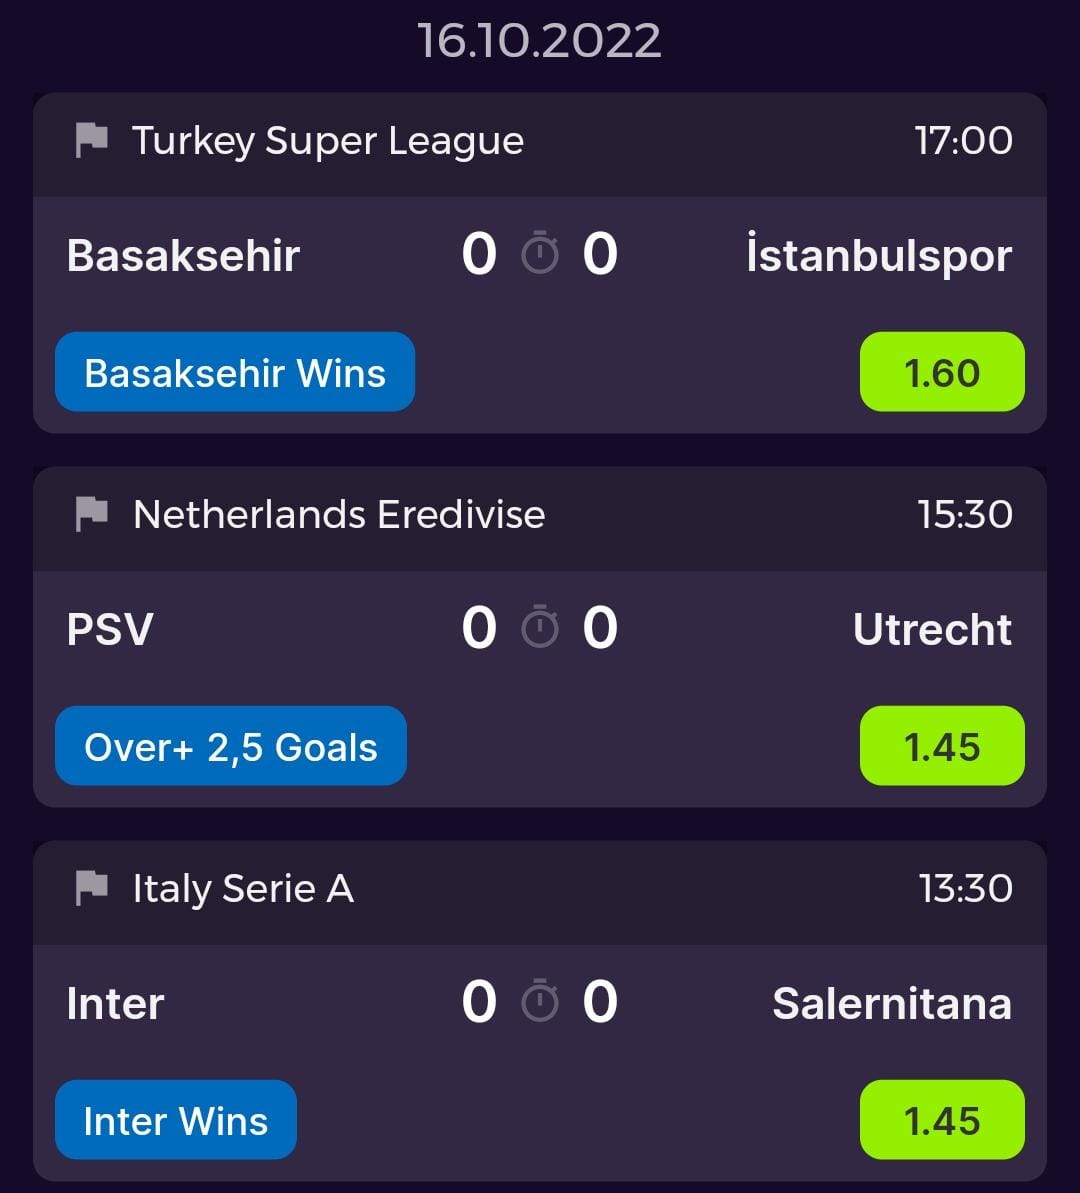 16.10.2022
Turkey Super League 17:00
Basaksehir 0 0 İstanbulspor
Basaksehir Wins 1.60
Netherlands Eredivise 15:30
PSV 0 0 Utrecht
Over+ 2,5 Goals 1.45
Italy Serie A 13:30
Inter 0 0 Salernitana
Inter Wins 1.45